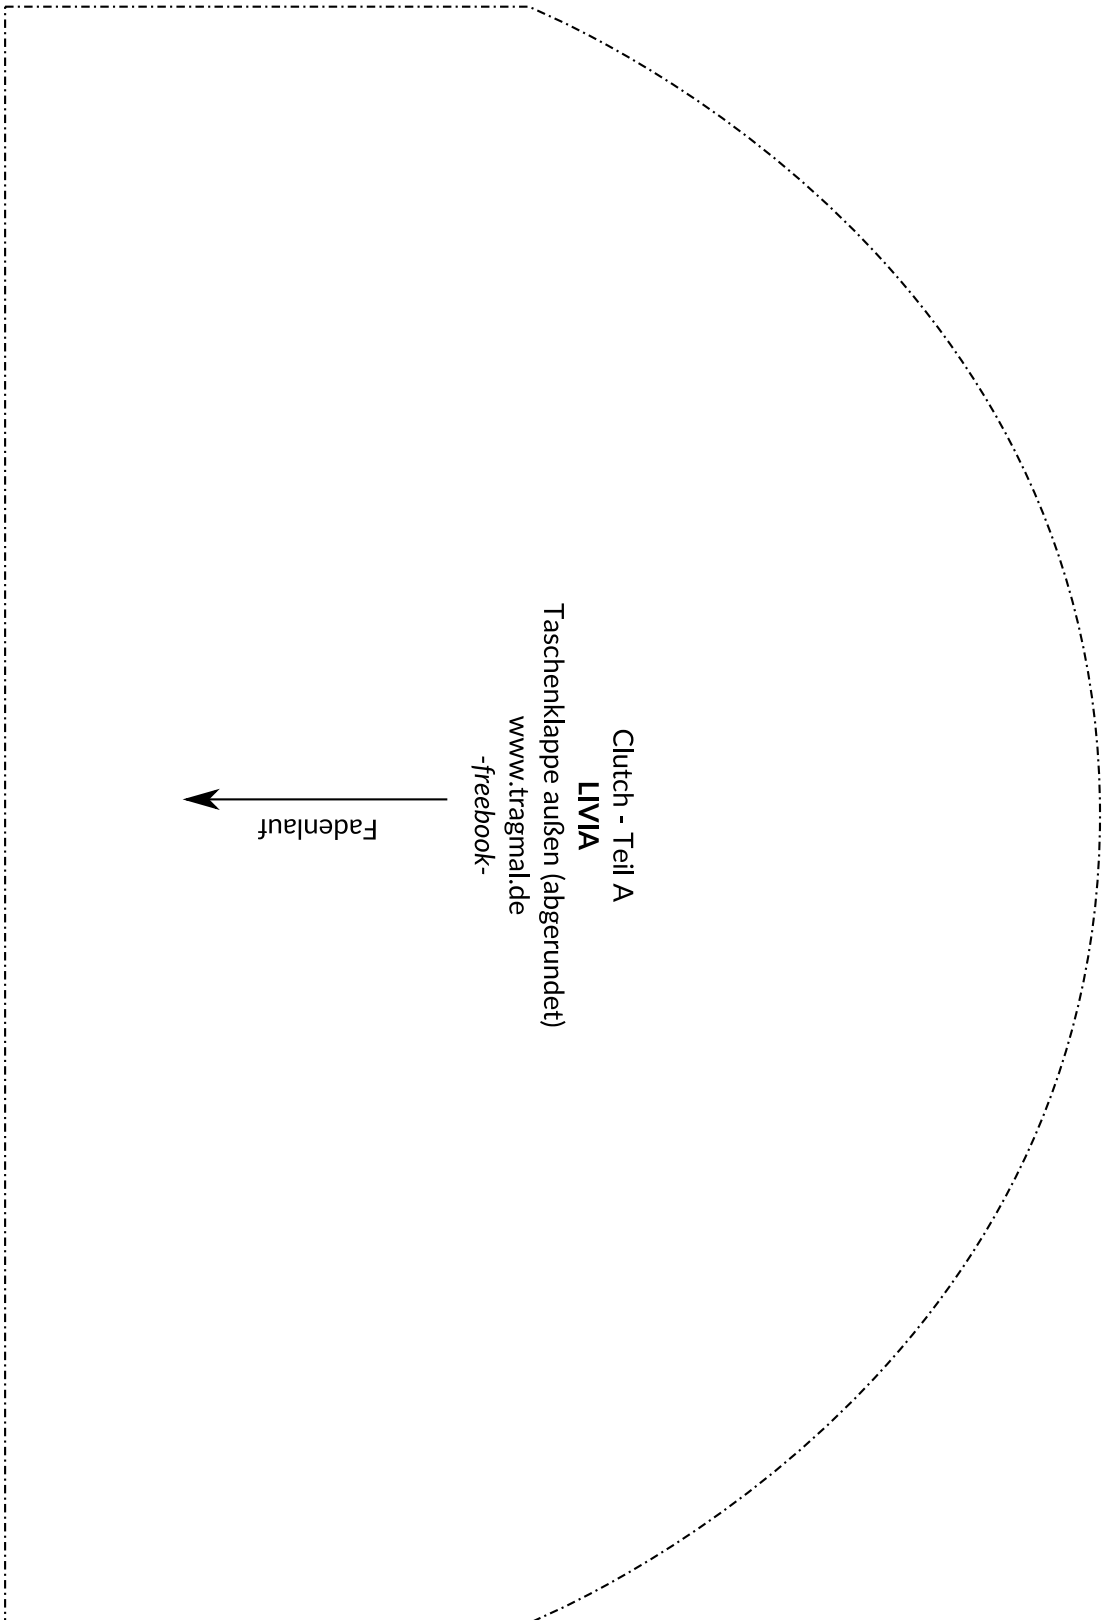 Clutch - Teil A
LIVIA
Taschenklappe außen (abgerundet)
www.tragmal.de
-freebook-
Fadenlauf